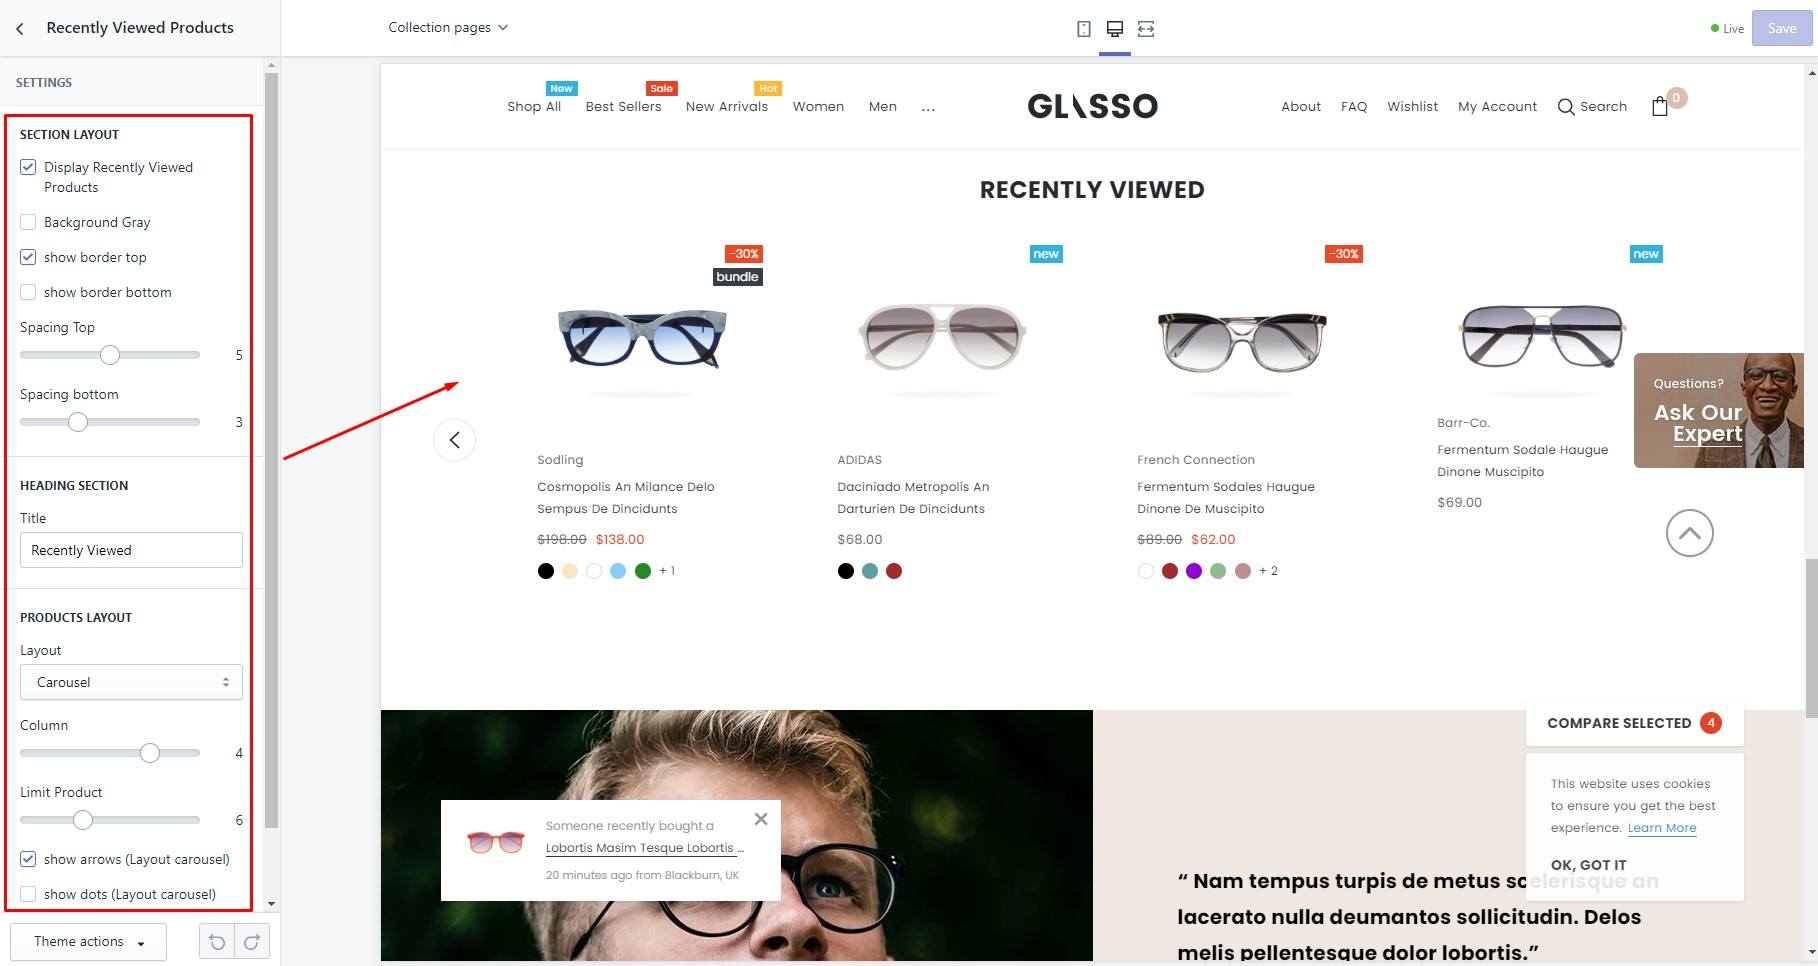 Recently Viewed Products
Collection pages
Live
Save
SETTINGS
SECTION LAYOUT
Display Recently Viewed
Products
Background Gray
show border top
show border bottom
Spacing Top
5
Spacing bottom
3
HEADING SECTION
Title
Recently Viewed
PRODUCTS LAYOUT
Layout
Carousel
Column
4
Limit Product
6
show arrows (Layout carousel)
show dots (Layout carousel)
Theme actions
New
Sale
Hot
Shop All
Best Sellers
New Arrivals
Women
Men
...
GLASSO
About
FAQ
Wishlist
My Account
Search
0
RECENTLY VIEWED
-30%
bundle
Sodling
Cosmopolis An Milance Delo
Sempus De Dincidunts
$198.00 $138.00
+ 1
new
ADIDAS
Daciniado Metropolis An
Darturien De Dincidunts
$68.00
-30%
French Connection
Fermentum Sodales Haugue
Dinone De Muscipito
$89.00 $62.00
+ 2
new
Barr-Co.
Fermentum Sodale Haugue
Dinone Muscipito
$69.00
Questions?
Ask Our
Expert
COMPARE SELECTED 4
This website uses cookies
to ensure you get the best
experience. Learn More
OK, GOT IT
Someone recently bought a
Lobortis Masim Tesque Lobortis ...
20 minutes ago from Blackburn, UK
“ Nam tempus turpis de metus scelerisque an
lacerato nulla deumantos sollicitudin. Delos
melis pellentesque dolor lobortis.”